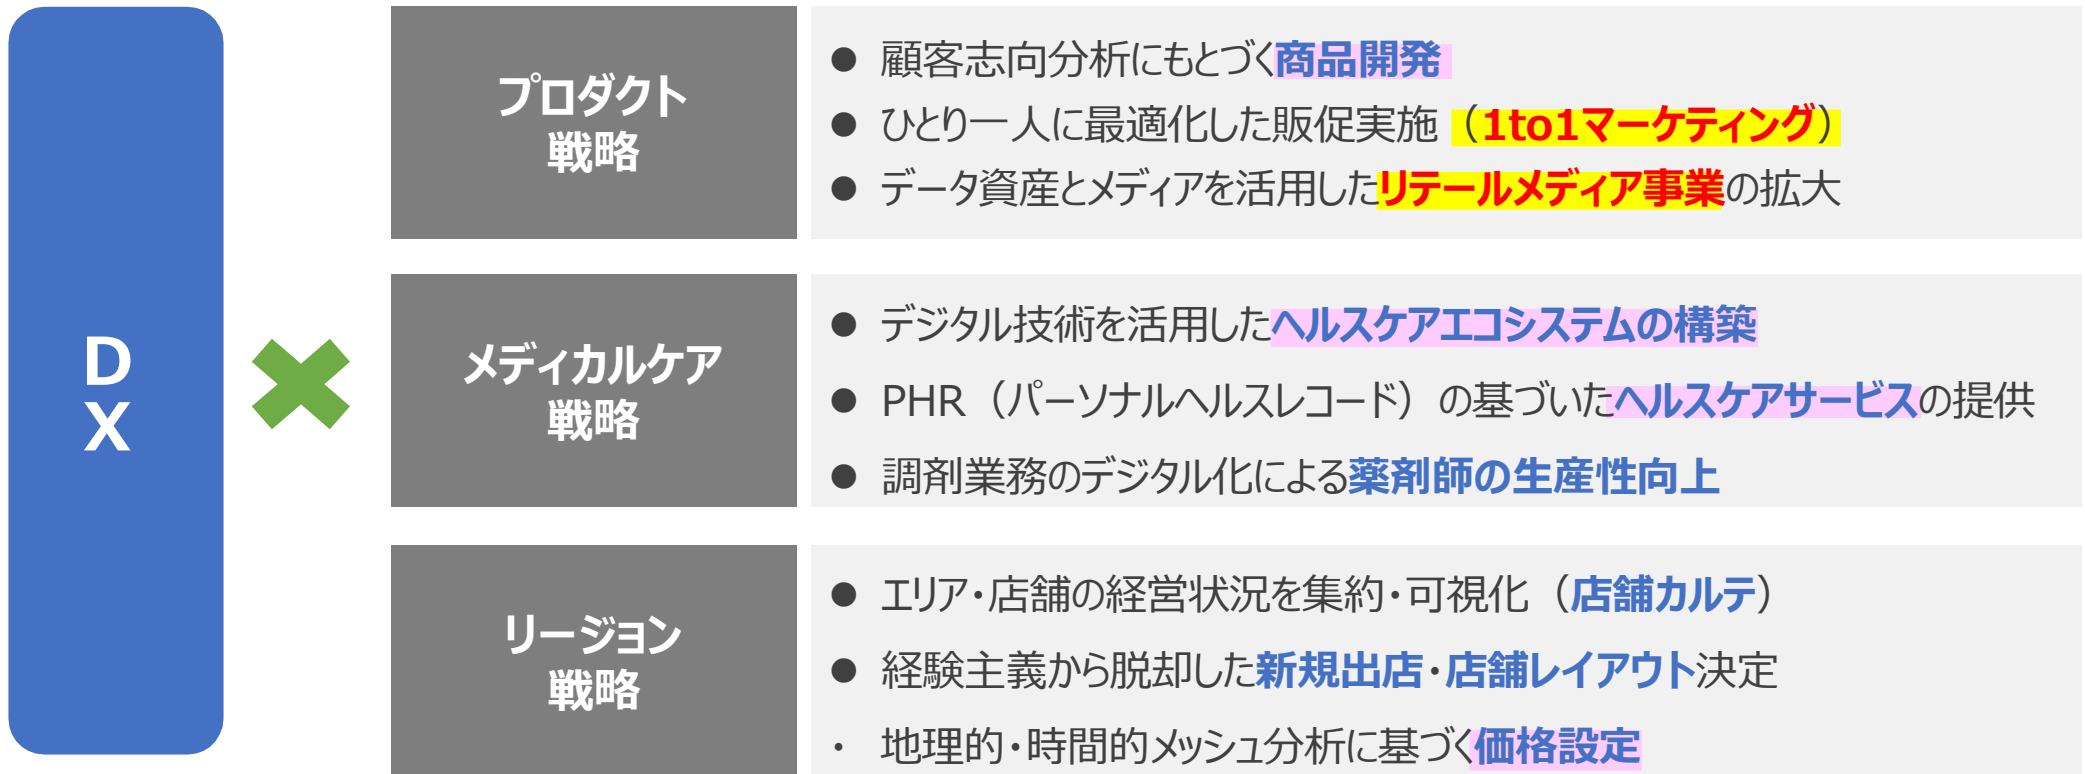 D
X
プロダクト
戦略
● 顧客志向分析にもとづく商品開発
● ひとり一人に最適化した販促実施（1to1マーケティング）
● データ資産とメディアを活用したリテールメディア事業の拡大
メディカルケア
戦略
● デジタル技術を活用したヘルスケアエコシステムの構築
● PHR（パーソナルヘルスレコード）の基づいたヘルスケアサービスの提供
● 調剤業務のデジタル化による薬剤師の生産性向上
リージョン
戦略
● エリア・店舗の経営状況を集約・可視化（店舗カルテ）
● 経験主義から脱却した新規出店・店舗レイアウト決定
・ 地理的・時間的メッシュ分析に基づく価格設定